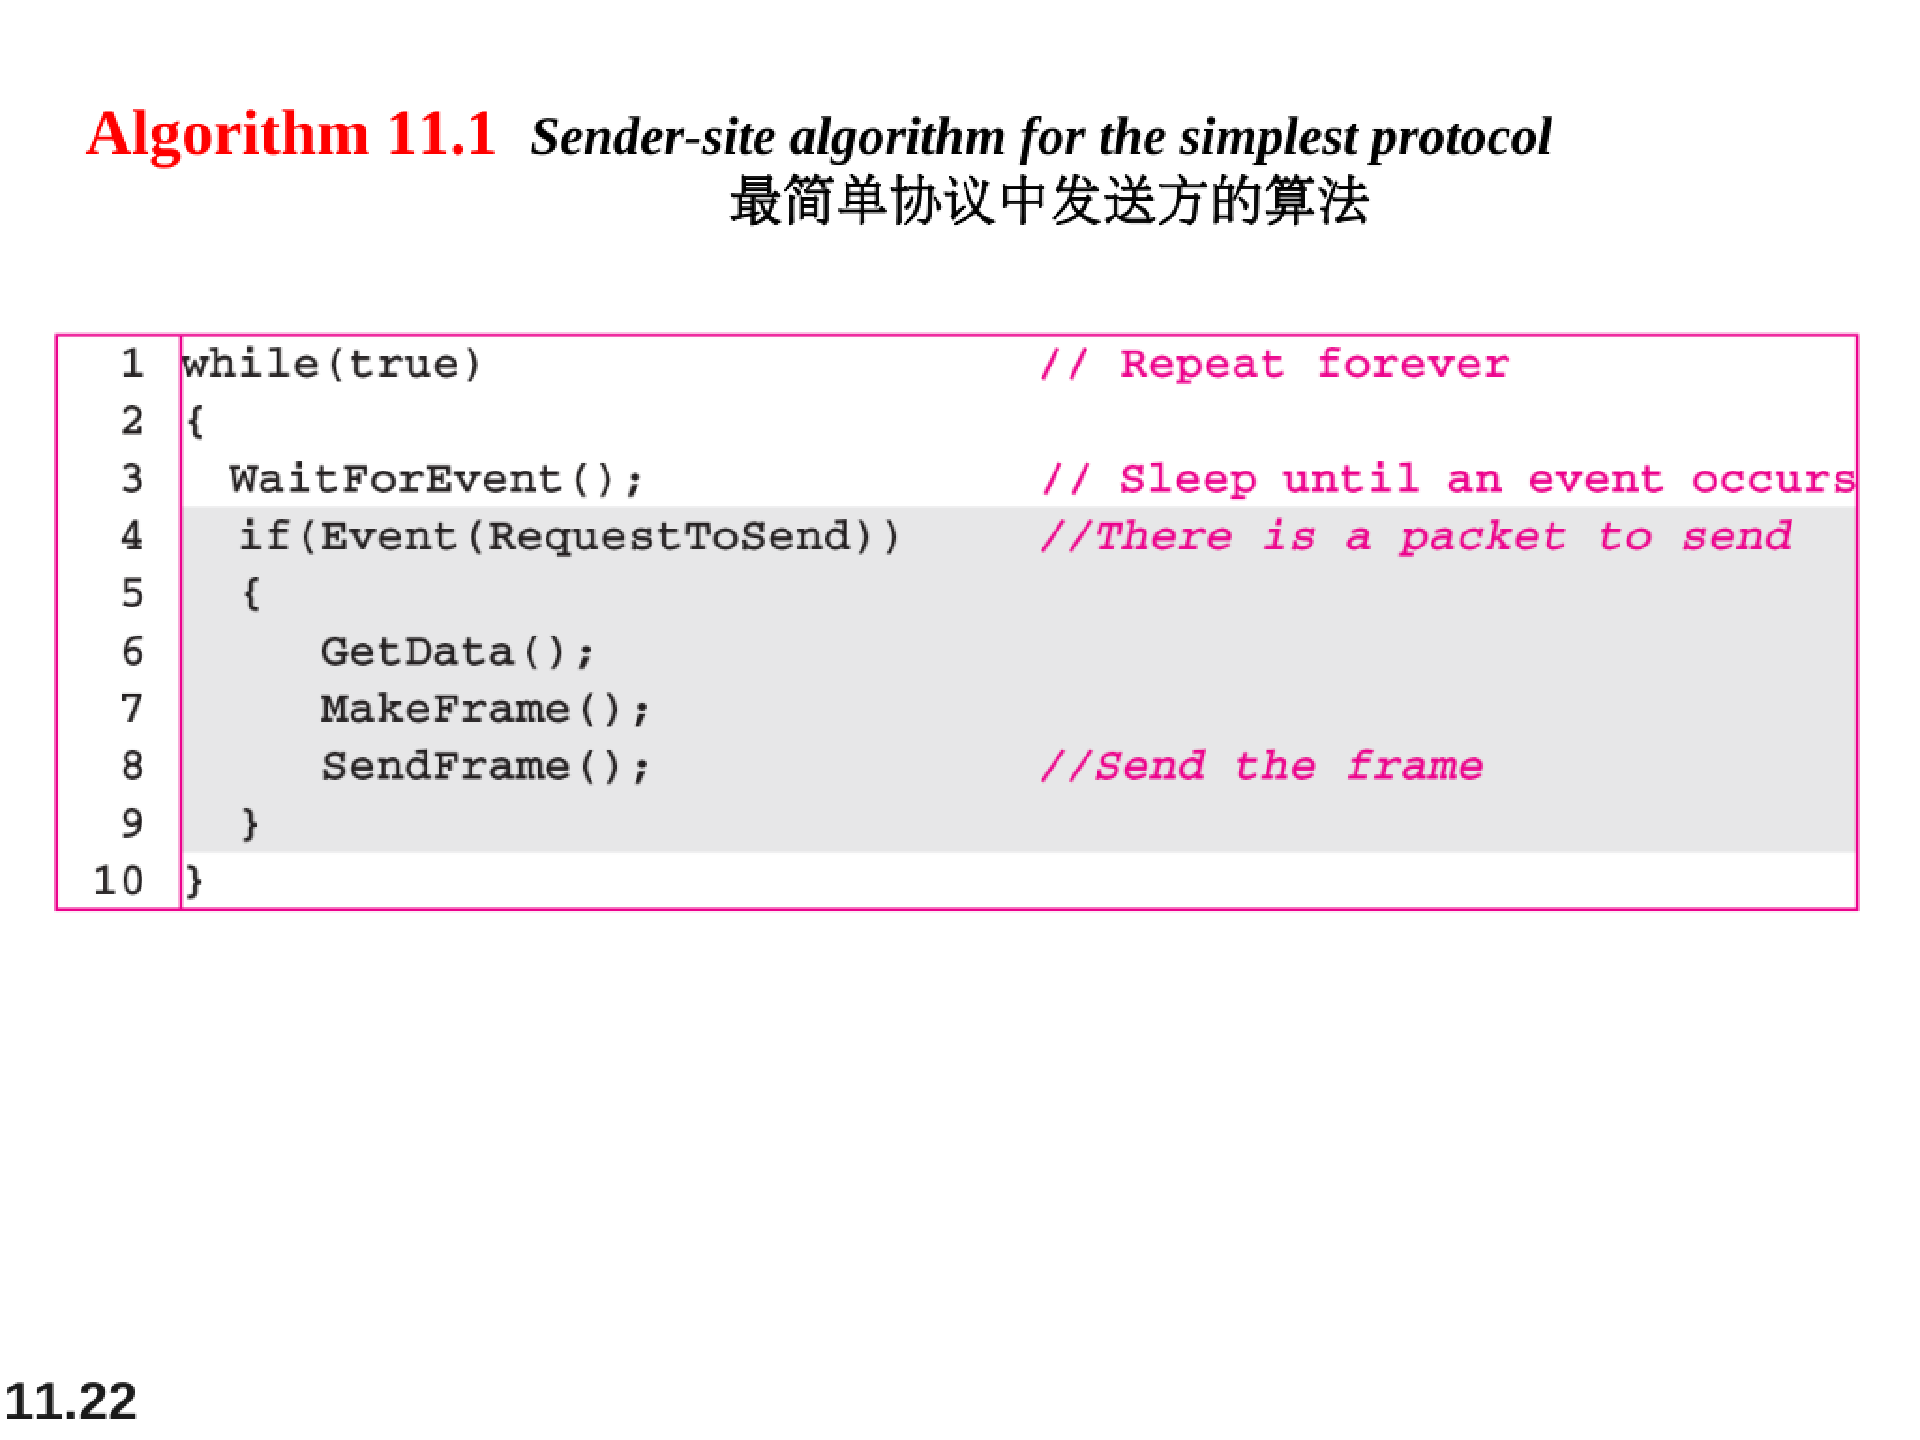 Algorithm 11.1 Sender-site algorithm for the simplest protocol
最简单协议中发送方的算法
1 while(true) // Repeat forever
2 {
3 WaitForEvent(); // Sleep until an event occurs
4 if(Event(RequestToSend)) //There is a packet to send
5 {
6 GetData();
7 MakeFrame();
8 SendFrame(); //Send the frame
9 }
10 }
11.22